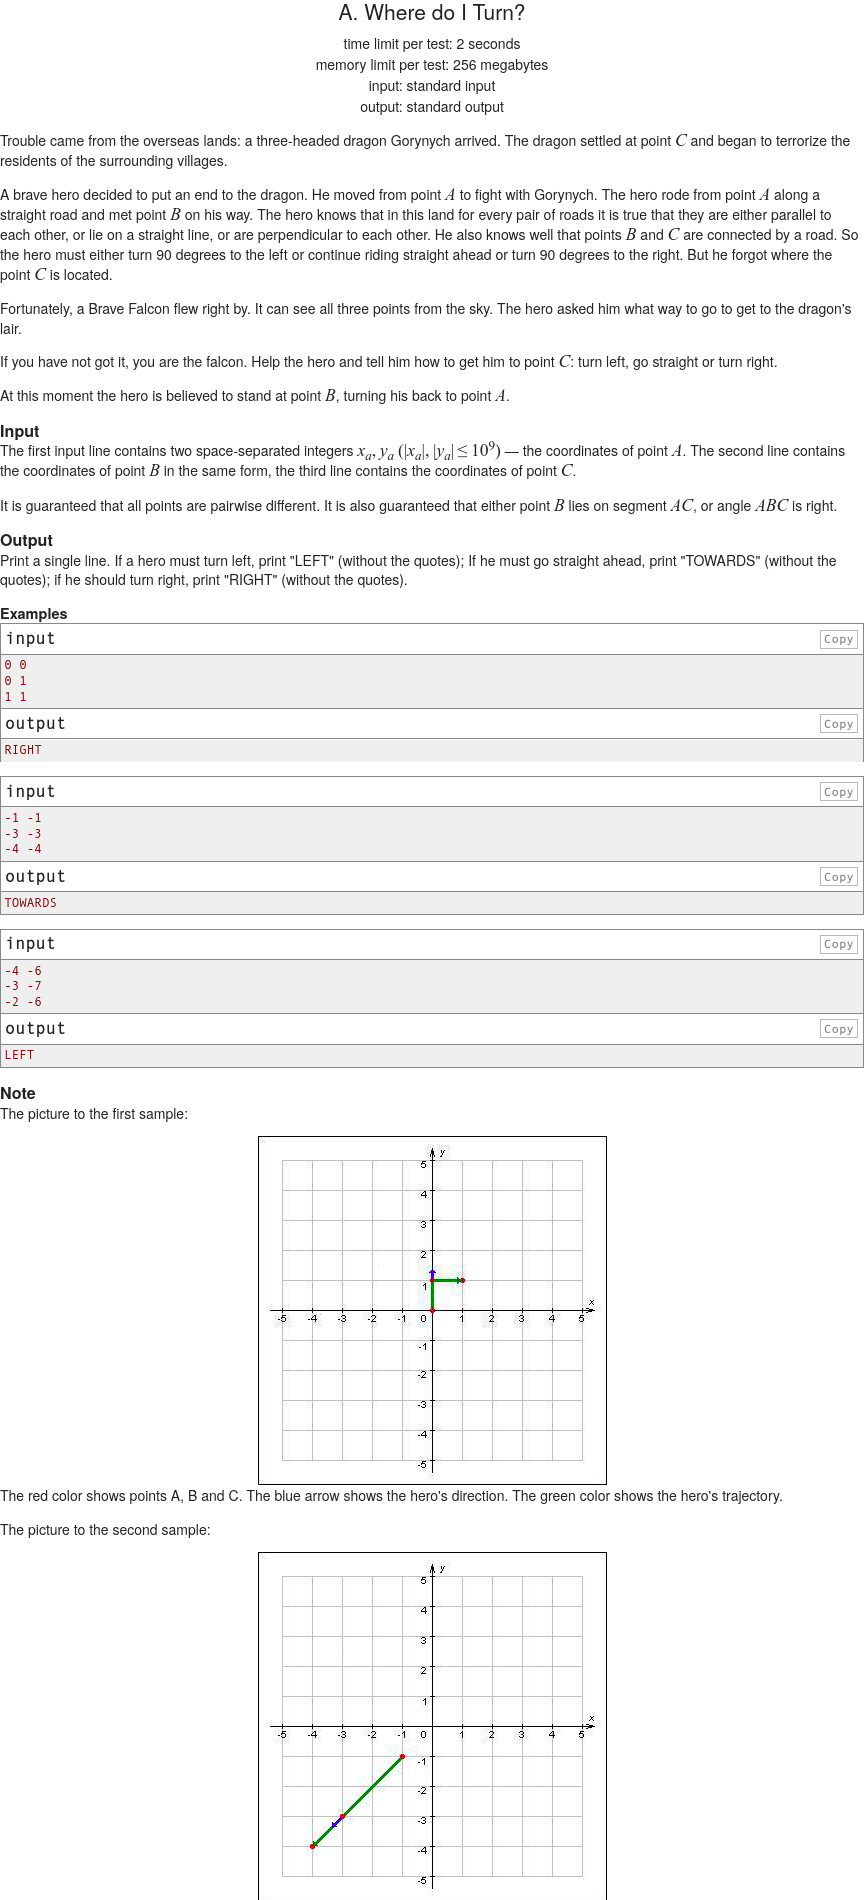 A. Where do I Turn?
time limit per test: 2 seconds
memory limit per test: 256 megabytes
input: standard input
output: standard output
Trouble came from the overseas lands: a three-headed dragon Gorynych arrived. The dragon settled at point C and began to terrorize the
residents of the surrounding villages.
A brave hero decided to put an end to the dragon. He moved from point A to fight with Gorynych. The hero rode from point A along a
straight road and met point B on his way. The hero knows that in this land for every pair of roads it is true that they are either parallel to
each other, or lie on a straight line, or are perpendicular to each other. He also knows well that points B and C are connected by a road. So
the hero must either turn 90 degrees to the left or continue riding straight ahead or turn 90 degrees to the right. But he forgot where the
point C is located.
Fortunately, a Brave Falcon flew right by. It can see all three points from the sky. The hero asked him what way to go to get to the dragon's
lair.
If you have not got it, you are the falcon. Help the hero and tell him how to get him to point C: turn left, go straight or turn right.
At this moment the hero is believed to stand at point B, turning his back to point A.
Input
The first input line contains two space-separated integers xₐ, yₐ (|xₐ|, |yₐ| ≤ 10⁹) — the coordinates of point A. The second line contains
the coordinates of point B in the same form, the third line contains the coordinates of point C.
It is guaranteed that all points are pairwise different. It is also guaranteed that either point B lies on segment AC, or angle ABC is right.
Output
Print a single line. If a hero must turn left, print "LEFT" (without the quotes); If he must go straight ahead, print "TOWARDS" (without the
quotes); if he should turn right, print "RIGHT" (without the quotes).
Examples
input Copy
0 0
0 1
1 1
output Copy
RIGHT
input Copy
-1 -1
-3 -3
-4 -4
output Copy
TOWARDS
input Copy
-4 -6
-3 -7
-2 -6
output Copy
LEFT
Note
The picture to the first sample:
y
5
4
3
2
1
x
-5 -4 -3 -2 -1 0 1 2 3 4 5
-1
-2
-3
-4
-5
The red color shows points A, B and C. The blue arrow shows the hero's direction. The green color shows the hero's trajectory.
The picture to the second sample:
y
5
4
3
2
1
x
-5 -4 -3 -2 -1 0 1 2 3 4 5
-1
-2
-3
-4
-5